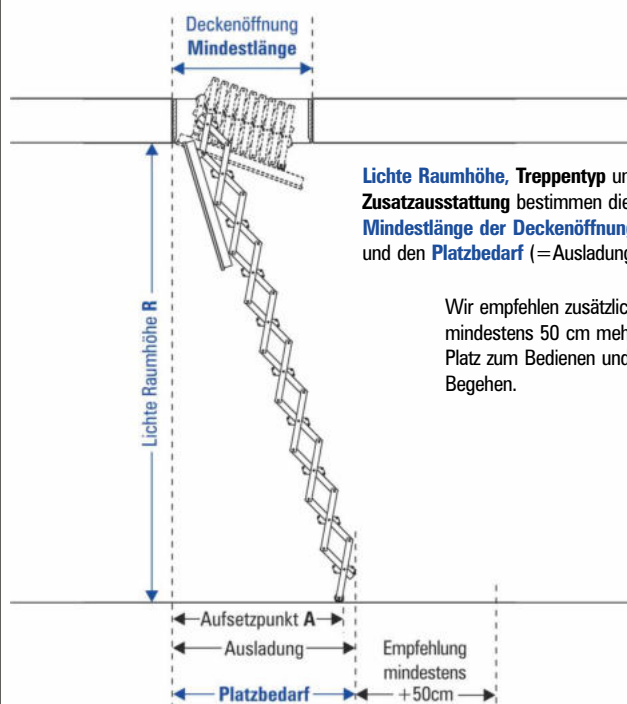 Deckenöffnung
Mindestlänge
Lichte Raumhöhe, Treppentyp un
Zusatzausstattung bestimmen die
Mindestlänge der Deckenöffnung
und den Platzbedarf (=Ausladung
Wir empfehlen zusätzlic
mindestens 50 cm meh
Platz zum Bedienen und
Begehen.
Lichte Raumhöhe R
Aufsetzpunkt A
Ausladung
Empfehlung
mindestens
Platzbedarf +50cm